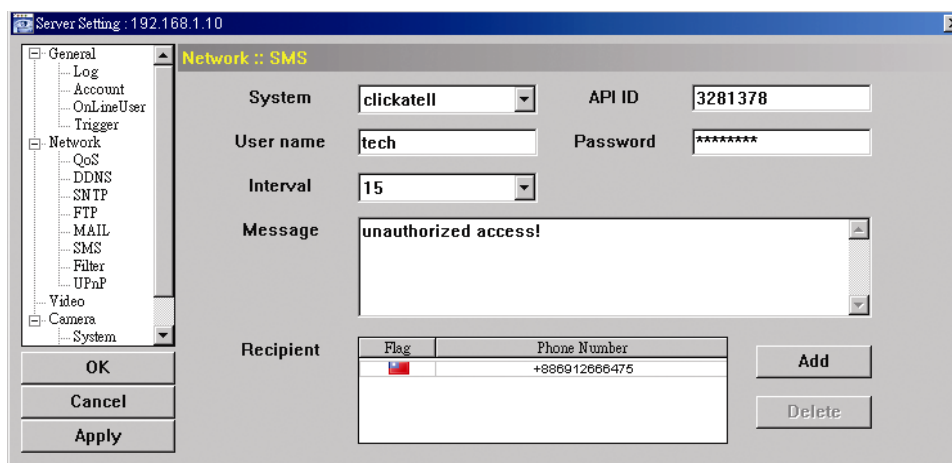 Server Setting : 192.168.1.10
General
Log
Account
OnLineUser
Trigger
Network
QoS
DDNS
SNTP
FTP
MAIL
SMS
Filter
UPnP
Video
Camera
System
OK
Cancel
Apply
Network :: SMS
System clickatell API ID 3281378
User name tech Password ********
Interval 15
Message unauthorized access!
Recipient Flag Phone Number
+886912666475
Add
Delete